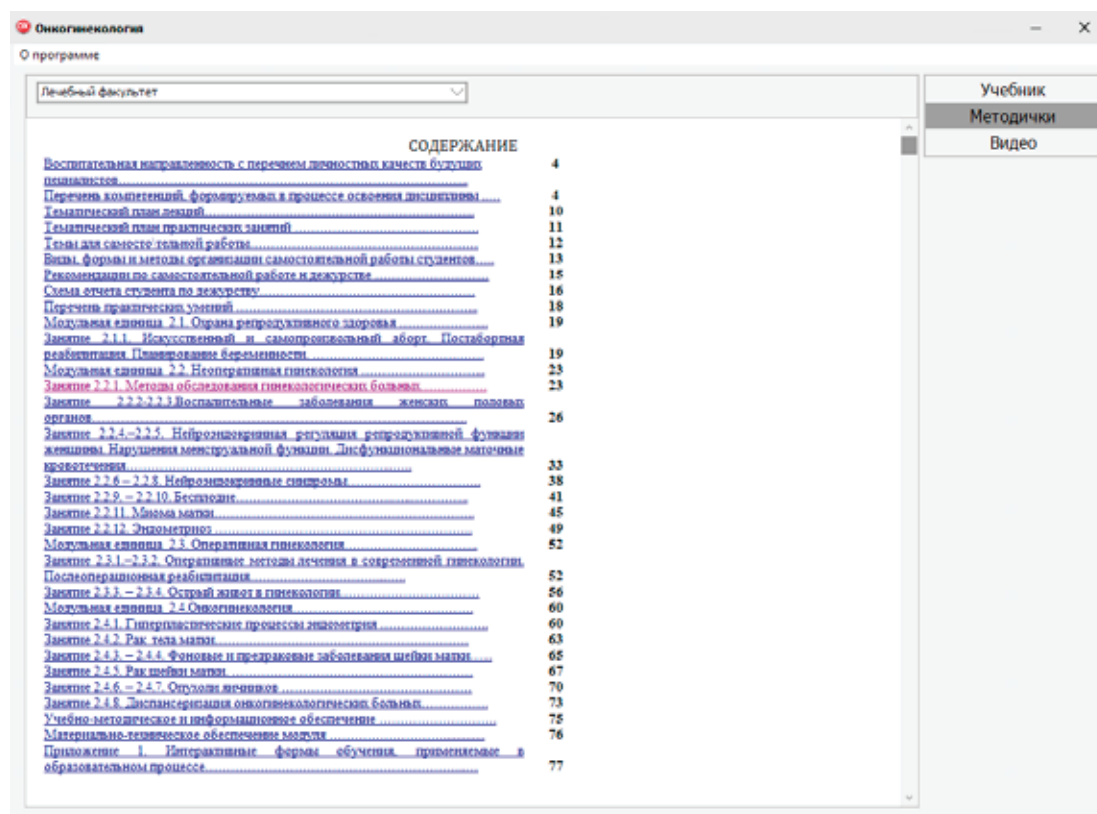 Онкогинекология
О программе
Лечебный факультет
Учебник
Методички
Видео
СОДЕРЖАНИЕ
Воспитательная направленность с перечнем личностных качеств будущих 4
пециалистов
Перечень компетенций, формируемых в процессе освоения дисциплины ..... 4
Тематический план лекций 10
Тематический план практических занятий 11
Темы для самосто тельной работы 12
Виды, формы и методы организации самостоятельной работы студентов..... 13
Рекомендации по самостоятельной работе и дежурстве 15
Схема отчета студента по дежурству 16
Перечень практических умений 18
Модульная единица 2.1. Охрана репродуктивного здоровья 19
Занятие 2.1.1. Искусственный и самопроизвольный аборт. Постабортная
реабилитация. Планирование беременности. 19
Модульная единица 2.2. Неоперативная гинекология 23
Занятие 2.2.1. Методы обследования гинекологических больных 23
Занятие 2.2.2-2.2.3.Воспалительные заболевания женских половых
органов 26
Занятие 2.2.4.–2.2.5. Нейроэндокринная регуляция репродуктивной функции
женщины. Нарушения менструальной функции. Дисфункциональные маточные
кровотечения 33
Занятие 2.2.6 – 2.2.8. Нейроэндокринные синдромы 38
Занятие 2.2.9. – 2.2.10. Бесплодие 41
Занятие 2.2.11. Миома матки 45
Занятие 2.2.12. Эндометриоз 49
Модульная единица 2.3. Оперативная гинекология 52
Занятие 2.3.1.–2.3.2. Оперативные методы лечения в современной гинекологии.
Послеоперационная реабилитация 52
Занятие 2.3.3. – 2.3.4. Острый живот в гинекологии 56
Модульная единица 2.4.Онкогинекология 60
Занятие 2.4.1. Гиперпластические процессы эндометрия 60
Занятие 2.4.2. Рак тела матки 63
Занятие 2.4.3. – 2.4.4. Фоновые и предраковые заболевания шейки матки 65
Занятие 2.4.5. Рак шейки матки. 67
Занятие 2.4.6. – 2.4.7. Опухоли яичников 70
Занятие 2.4.8. Диспансеризация онкогинекологических больных 73
Учебно-методическое и информационное обеспечение 75
Материально-техническое обеспечение модуля 76
Приложение 1. Интерактивные формы обучения, применяемое в
образовательном процессе 77